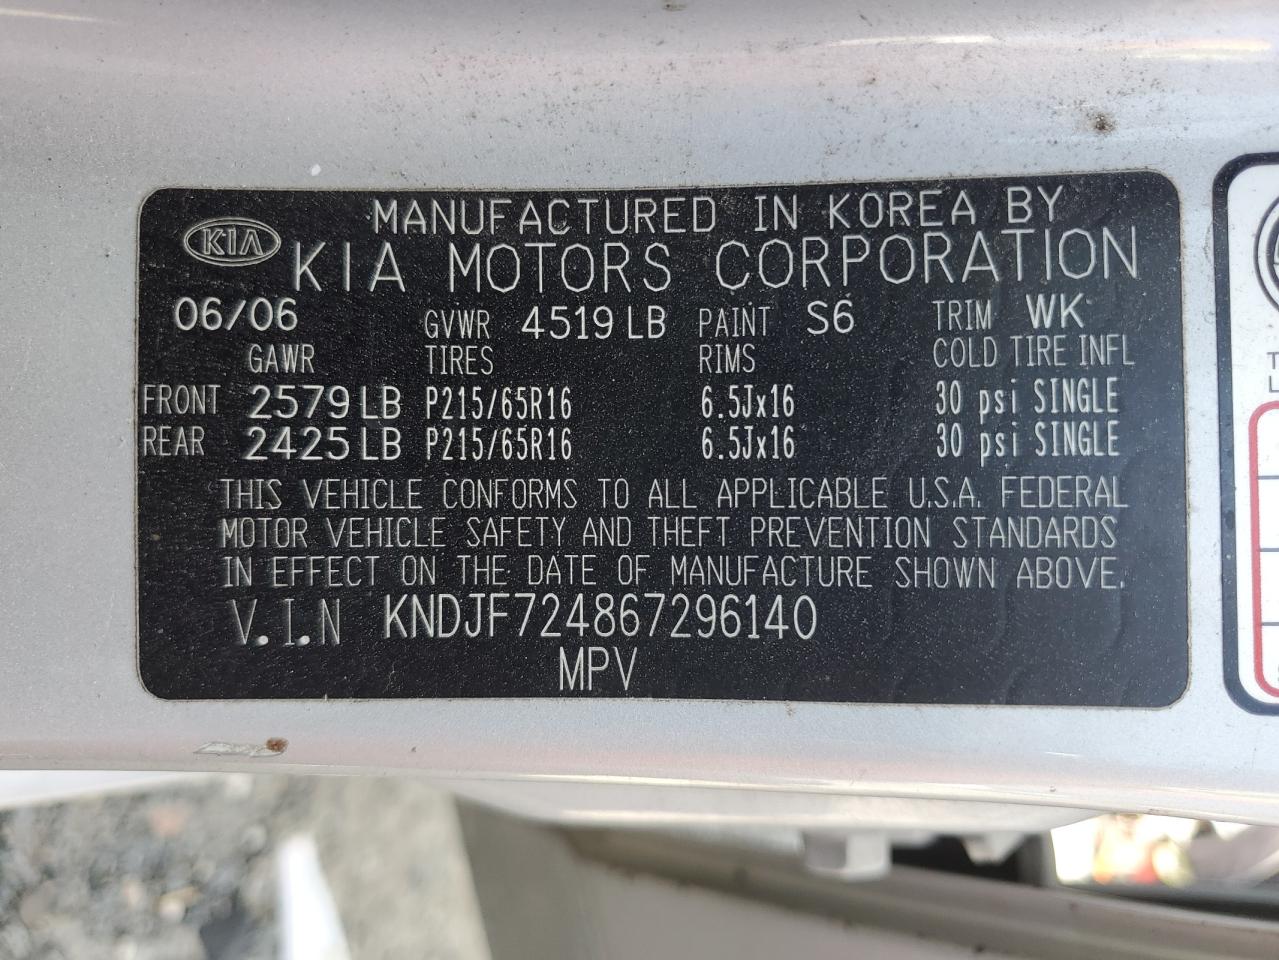 MANUFACTURED IN KOREA BY
KIA KIA MOTORS CORPORATION
06/06 GVWR 4519 LB PAINT S6 TRIM WK
GAWR TIRES RIMS COLD TIRE INFL
FRONT 2579 LB P215/65R16 6.5Jx16 30 psi SINGLE
REAR 2425 LB P215/65R16 6.5Jx16 30 psi SINGLE
THIS VEHICLE CONFORMS TO ALL APPLICABLE U.S.A. FEDERAL
MOTOR VEHICLE SAFETY AND THEFT PREVENTION STANDARDS
IN EFFECT ON THE DATE OF MANUFACTURE SHOWN ABOVE.
V.I.N KNDJF724867296140
MPV